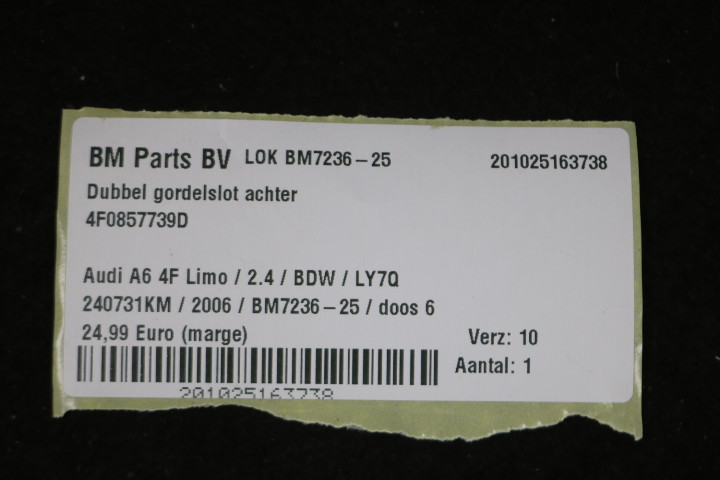 BM Parts BV LOK BM7236-25 201025163738
Dubbel gordelslot achter
4F0857739D
Audi A6 4F Limo / 2.4 / BDW / LY7Q
240731KM / 2006 / BM7236-25 / doos 6
24,99 Euro (marge) Verz: 10
Aantal: 1
201025163738